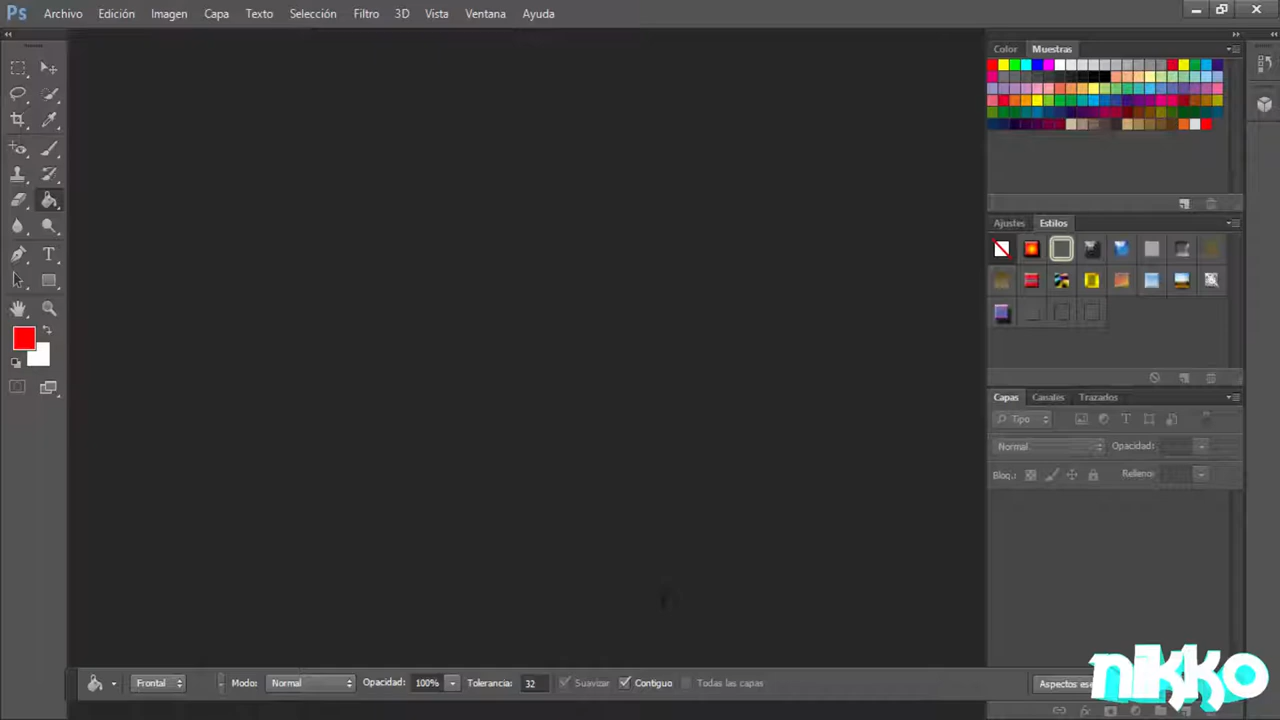 Ps Archivo Edición Imagen Capa Texto Selección Filtro 3D Vista Ventana Ayuda
Color Muestras
Ajustes Estilos
Capas Canales Trazados
Tipo
Normal Opacidad:
Bloq.: Relleno:
Frontal Modo: Normal Opacidad: 100% Tolerancia: 32 Suavizar Contiguo Todas las capas
Aspectos
nikko